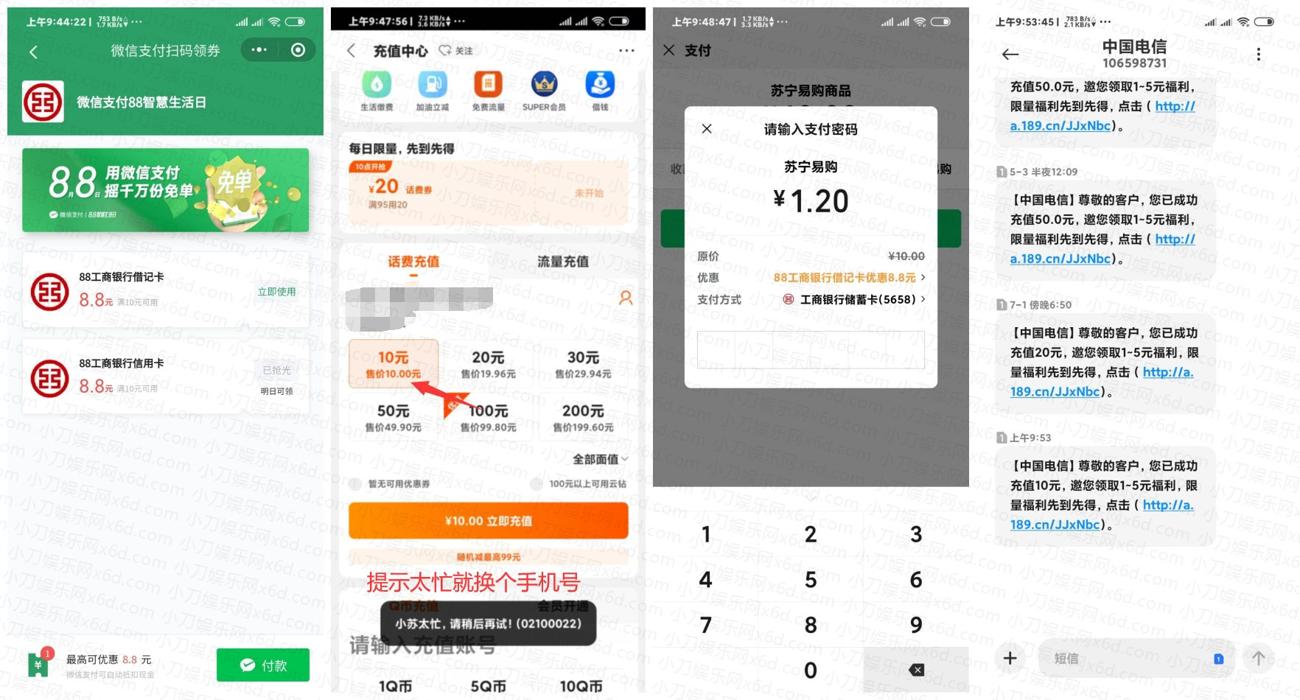 上午9:44:22
微信支付扫码领券
微信支付88智慧生活日
8.8日
用微信支付
摇千万份免单
免单
微信支付
88工商银行借记卡
8.8元 满10元可用
立即使用
88工商银行信用卡
8.8元 满10元可用
已抢光
明日可领
1
最高可优惠 8.8 元
微信支付可自动抵扣现金
付款
上午9:47:56
充值中心
关注
生活缴费
加油立减
免费流量
SUPER会员
借钱
每日限量，先到先得
10点开抢
¥20 话费券
满95用20
未开始
话费充值
流量充值
10元
售价10.00元
20元
售价19.96元
30元
售价29.94元
50元
售价49.90元
100元
售价99.80元
200元
售价199.60元
全部面值
暂无可用优惠券
100元以上可用云钻
¥10.00 立即充值
随机减最高99元
提示太忙就换个手机号
Q币充值
会员开通
小苏太忙，请稍后再试！(02100022)
请输入充值账号
1Q币
5Q币
10Q币
上午9:48:47
支付
苏宁易购商品
收
购
请输入支付密码
苏宁易购
¥1.20
原价
¥10.00
优惠
88工商银行借记卡优惠8.8元
支付方式
工商银行储蓄卡(5658)
1
2
3
4
5
6
7
8
9
0
上午9:53:45
中国电信
106598731
充值50.0元，邀您领取1~5元福利，
限量福利先到先得，点击（ http://
a.189.cn/JJxNbc）。
1 5-3 半夜12:09
【中国电信】尊敬的客户，您已成功
充值50.0元，邀您领取1~5元福利，
限量福利先到先得，点击（ http://
a.189.cn/JJxNbc）。
1 7-1 傍晚6:50
【中国电信】尊敬的客户，您已成功
充值20元，邀您领取1~5元福利，限
量福利先到先得，点击（ http://a.
189.cn/JJxNbc）。
1 上午9:53
【中国电信】尊敬的客户，您已成功
充值10元，邀您领取1~5元福利，限
量福利先到先得，点击（ http://a.
189.cn/JJxNbc）。
短信
1
小刀娱乐网x6d.com